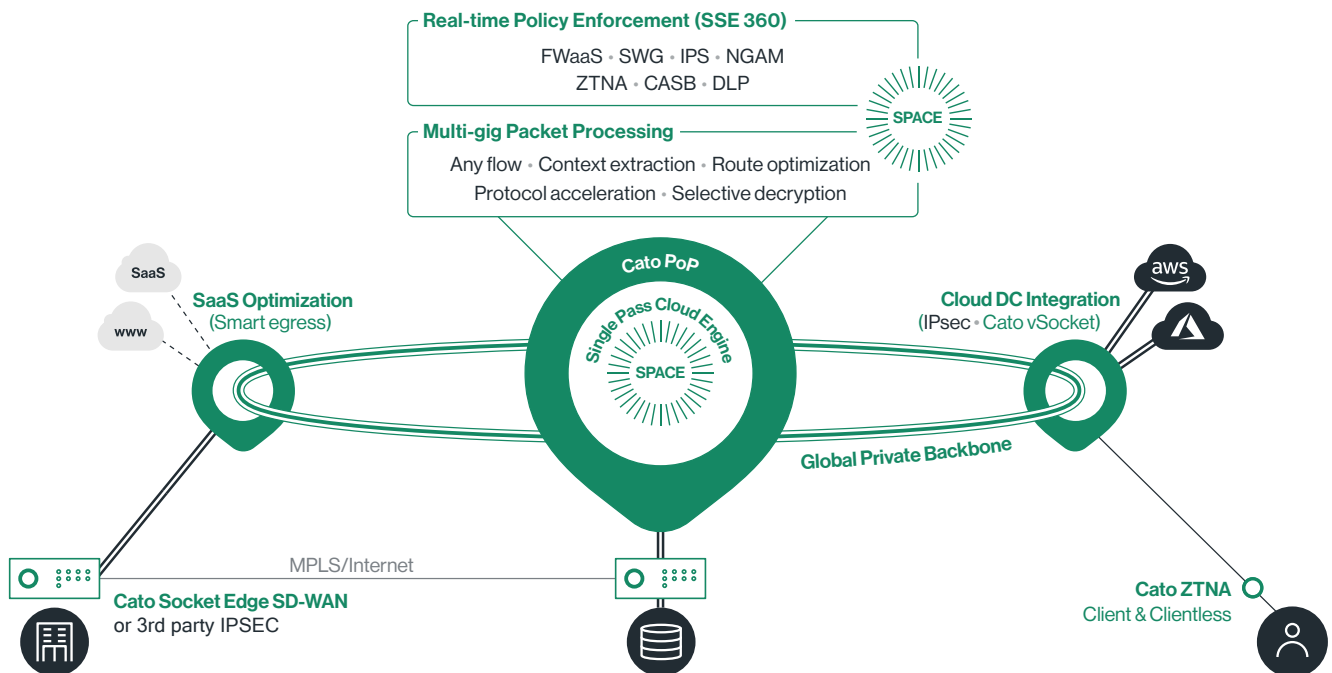 Real-time Policy Enforcement (SSE 360)
FWaaS • SWG • IPS • NGAM
ZTNA • CASB • DLP
SPACE
Multi-gig Packet Processing
Any flow • Context extraction • Route optimization
Protocol acceleration • Selective decryption
Cato PoP
Single Pass Cloud Engine
SPACE
SaaS
www
SaaS Optimization
(Smart egress)
Cloud DC Integration
(IPsec • Cato vSocket)
aws
Global Private Backbone
MPLS/Internet
Cato Socket Edge SD-WAN
or 3rd party IPSEC
Cato ZTNA
Client & Clientless